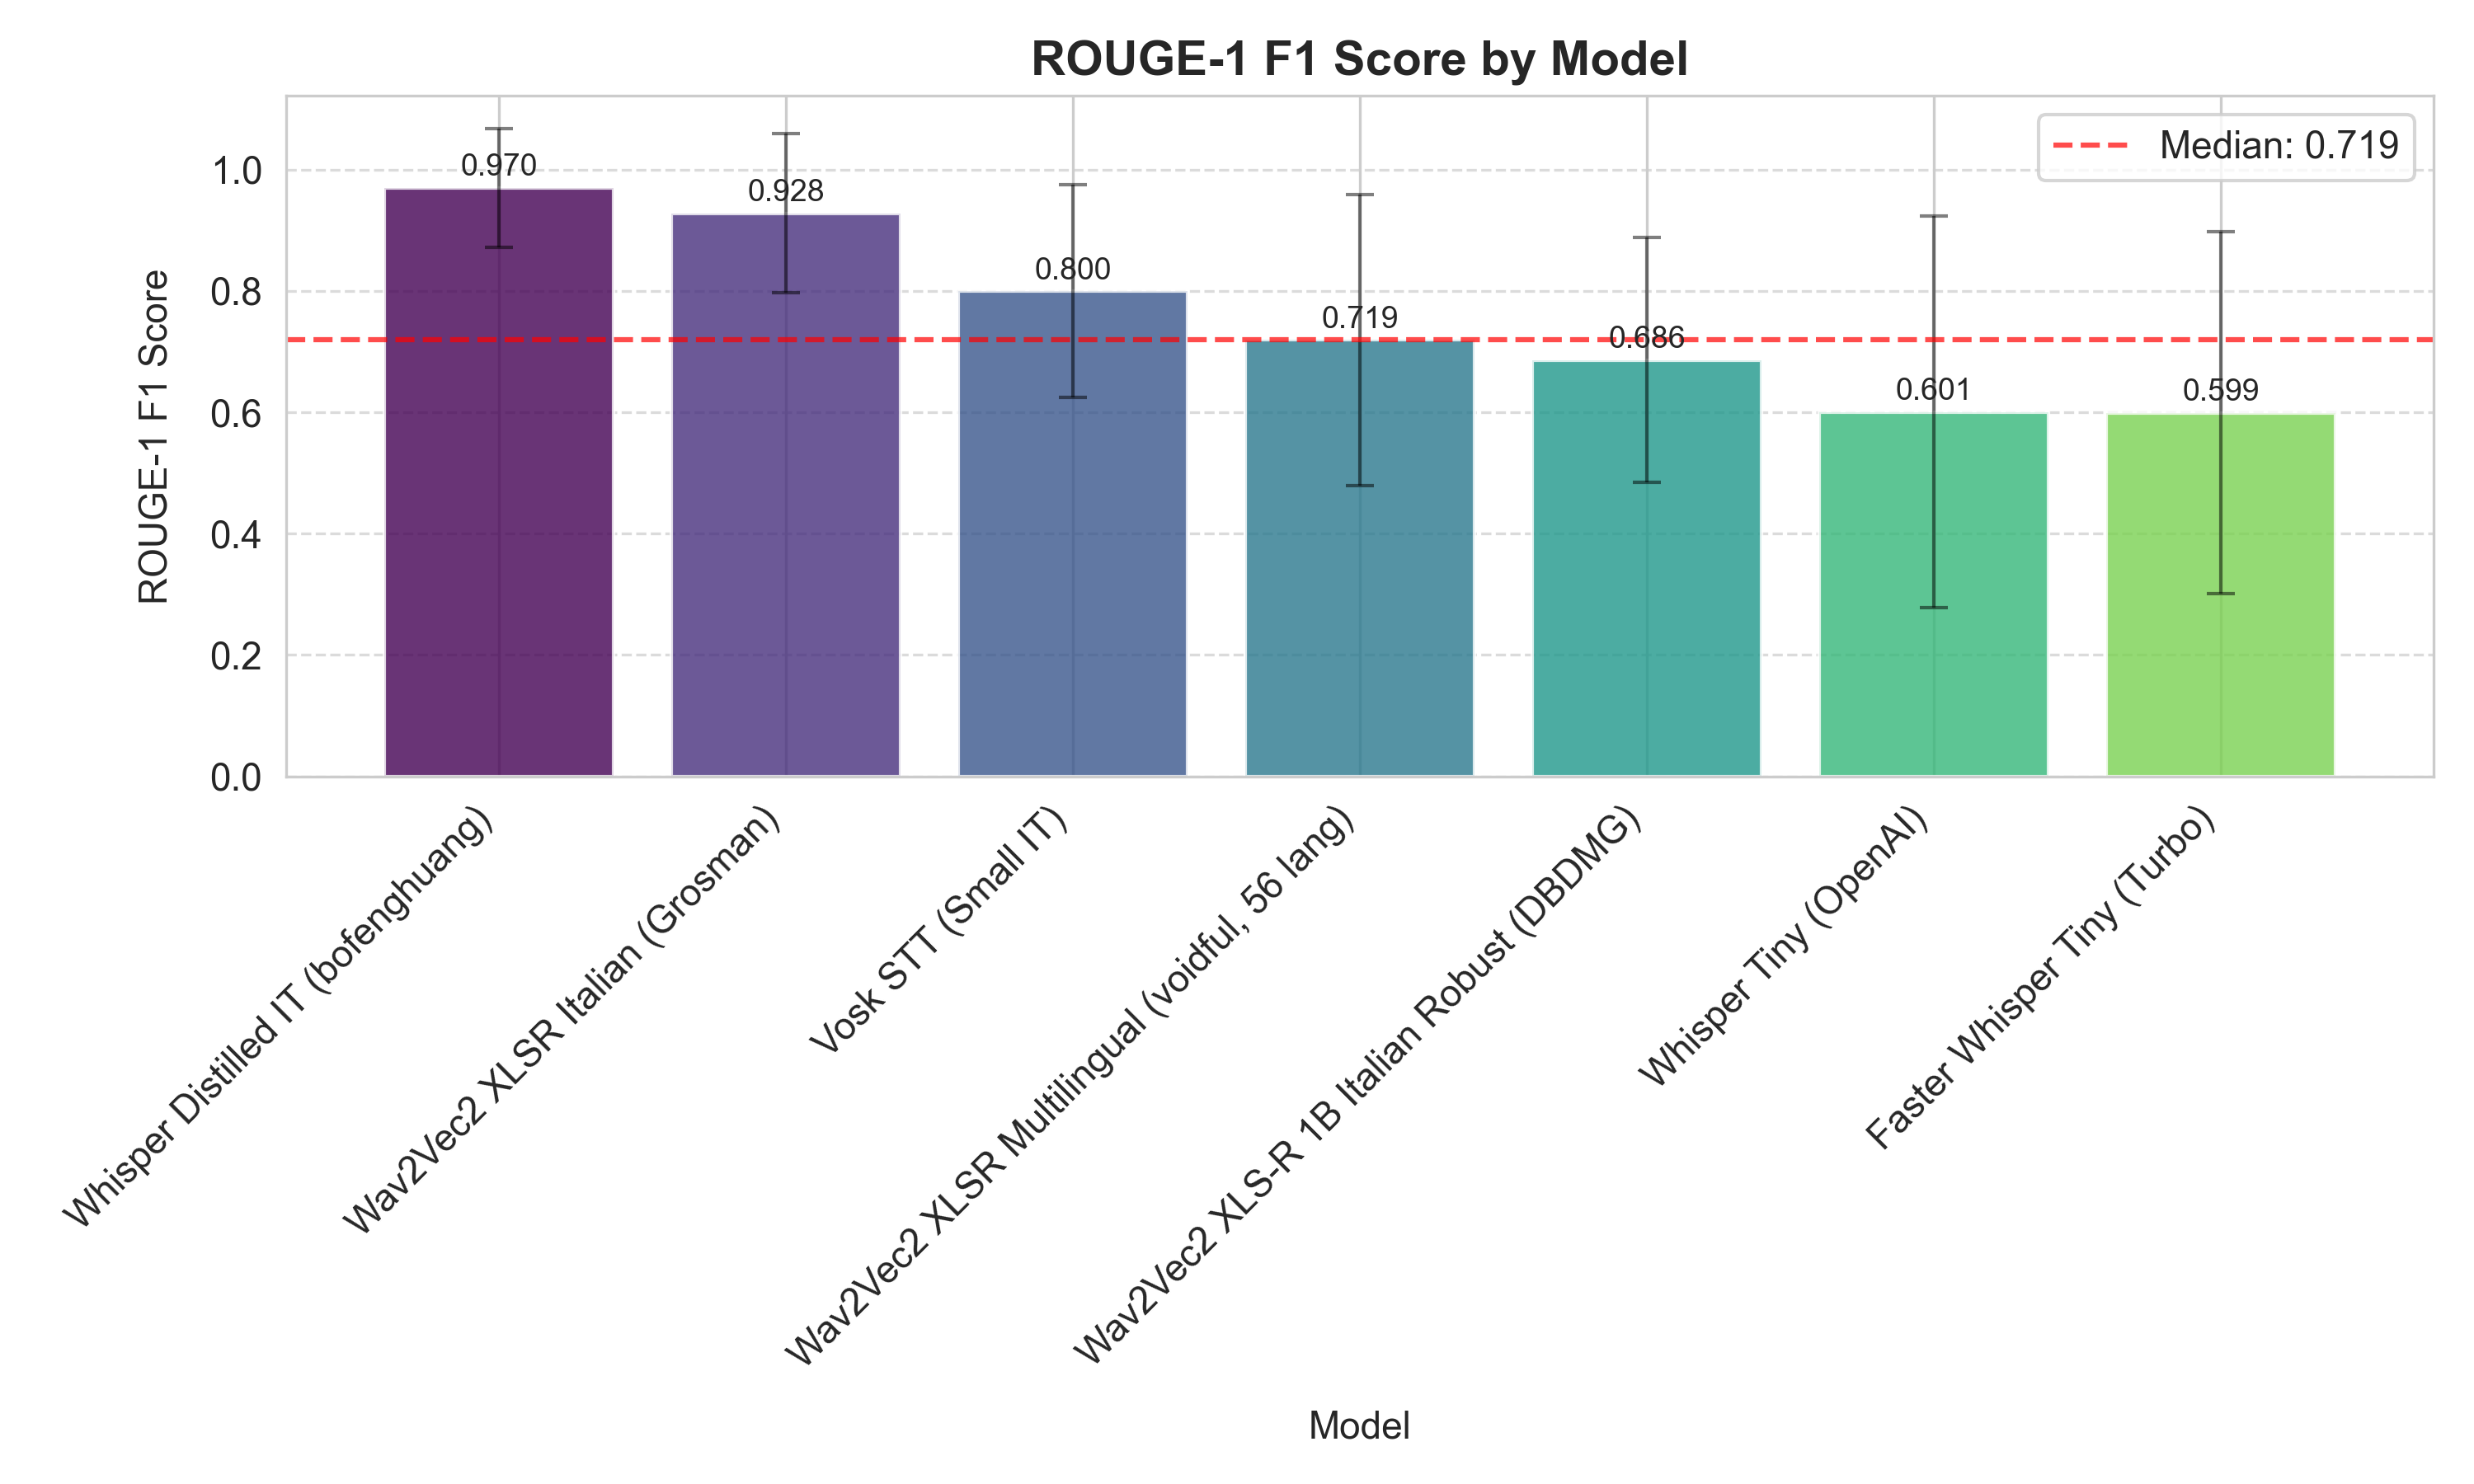 ROUGE-1 F1 Score by Model
Median: 0.719
ROUGE-1 F1 Score
1.0
0.8
0.6
0.4
0.2
0.0
0.970
0.928
0.800
0.719
0.686
0.601
0.599
Whisper Distilled IT (bofenghuang)
Wav2Vec2 XLSR Italian (Grosman)
Vosk STT (Small IT)
Wav2Vec2 XLSR Multilingual (voidful, 56 lang)
Wav2Vec2 XLS-R 1B Italian Robust (DBDMG)
Whisper Tiny (OpenAI)
Faster Whisper Tiny (Turbo)
Model